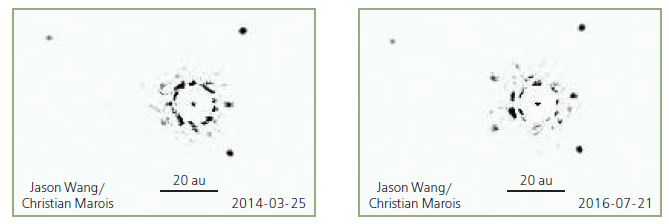 20 au
Jason Wang/
Christian Marois
2014-03-25
20 au
Jason Wang/
Christian Marois
2016-07-21